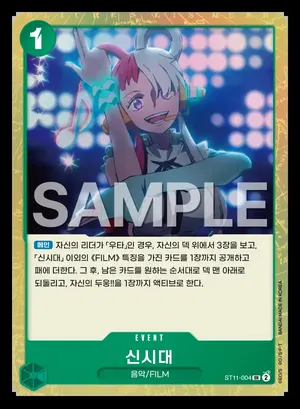 1
SAMPLE
메인 자신의 리더가 「우타」인 경우, 자신의 덱 위에서 3장을 보고,
「신시대」 이외의 《FILM》 특징을 가진 카드를 1장까지 공개하고
패에 더한다. 그 후, 남은 카드를 원하는 순서대로 덱 맨 아래로
되돌리고, 자신의 두웅!!을 1장까지 액티브로 한다.
EVENT
신시대
음악/FILM
ST11-004
2